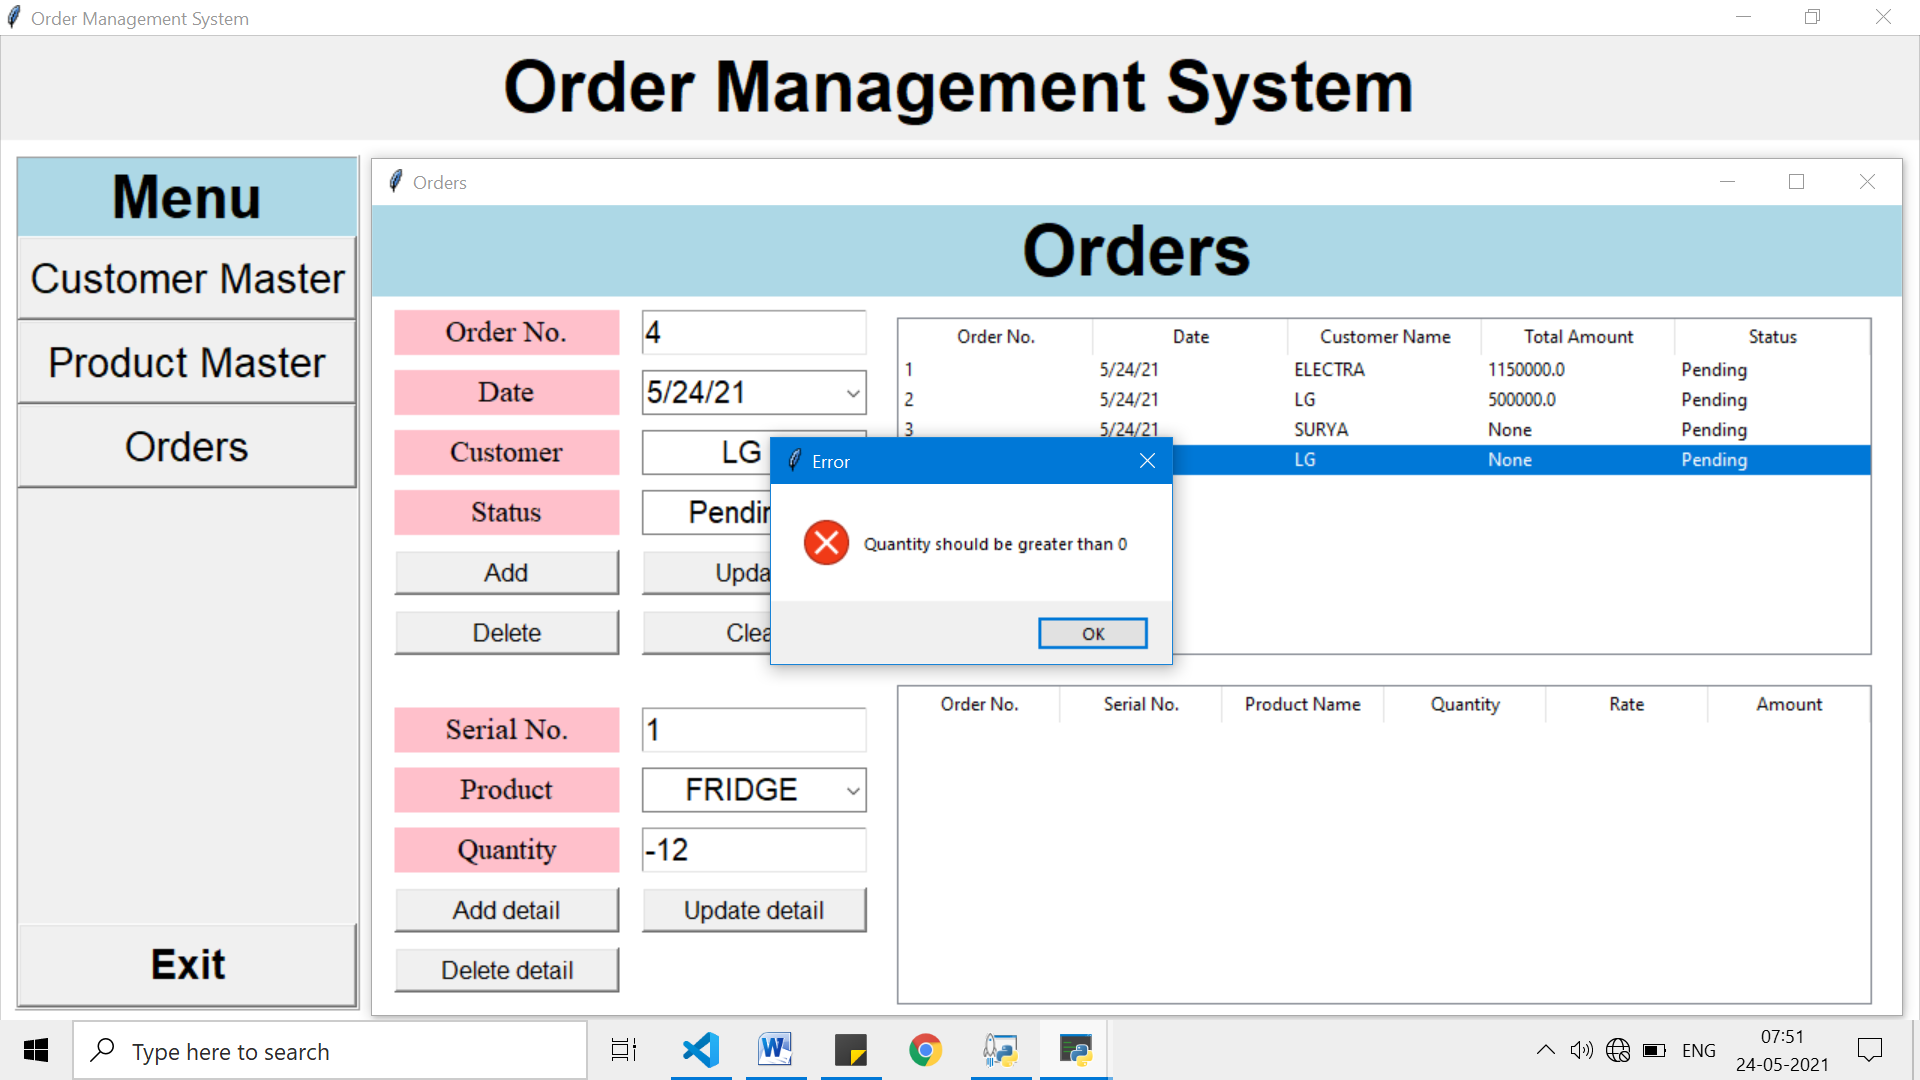 Order Management System
Order Management System
Menu
Customer Master
Product Master
Orders
Exit
Orders
Orders
Order No. 4
Date 5/24/21
Customer LG
Status Pendin
Add Upda
Delete Clea
Order No. Date Customer Name Total Amount Status
1 5/24/21 ELECTRA 1150000.0 Pending
2 5/24/21 LG 500000.0 Pending
3 5/24/21 SURYA None Pending
LG None Pending
Error
Quantity should be greater than 0
OK
Serial No. 1
Product FRIDGE
Quantity -12
Add detail Update detail
Delete detail
Order No. Serial No. Product Name Quantity Rate Amount
Type here to search
ENG
07:51
24-05-2021